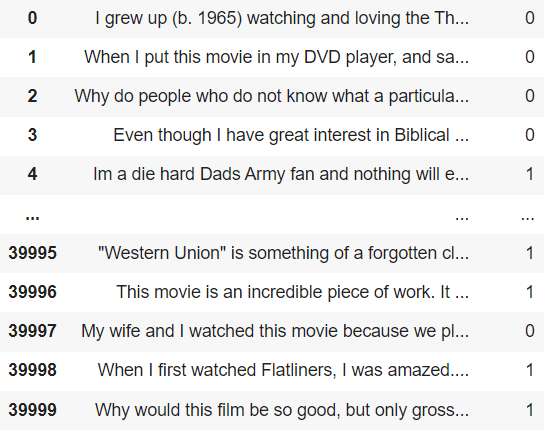 0 I grew up (b. 1965) watching and loving the Th... 0
1 When I put this movie in my DVD player, and sa... 0
2 Why do people who do not know what a particula... 0
3 Even though I have great interest in Biblical ... 0
4 Im a die hard Dads Army fan and nothing will e... 1
... ... ...
39995 "Western Union" is something of a forgotten cl... 1
39996 This movie is an incredible piece of work. It ... 1
39997 My wife and I watched this movie because we pl... 0
39998 When I first watched Flatliners, I was amazed.... 1
39999 Why would this film be so good, but only gross... 1